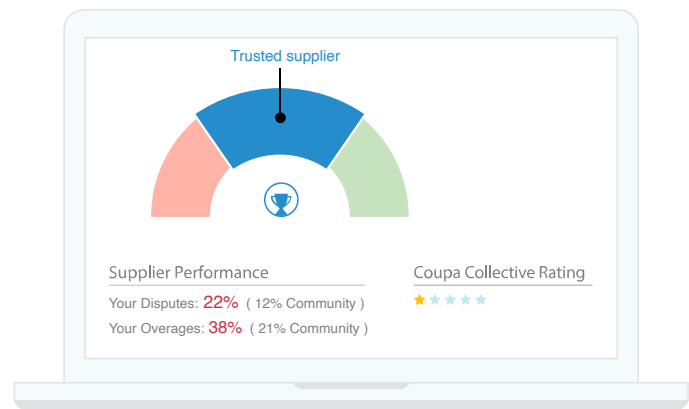 Trusted supplier
Supplier Performance
Your Disputes: 22% ( 12% Community )
Your Overages: 38% ( 21% Community )
Coupa Collective Rating